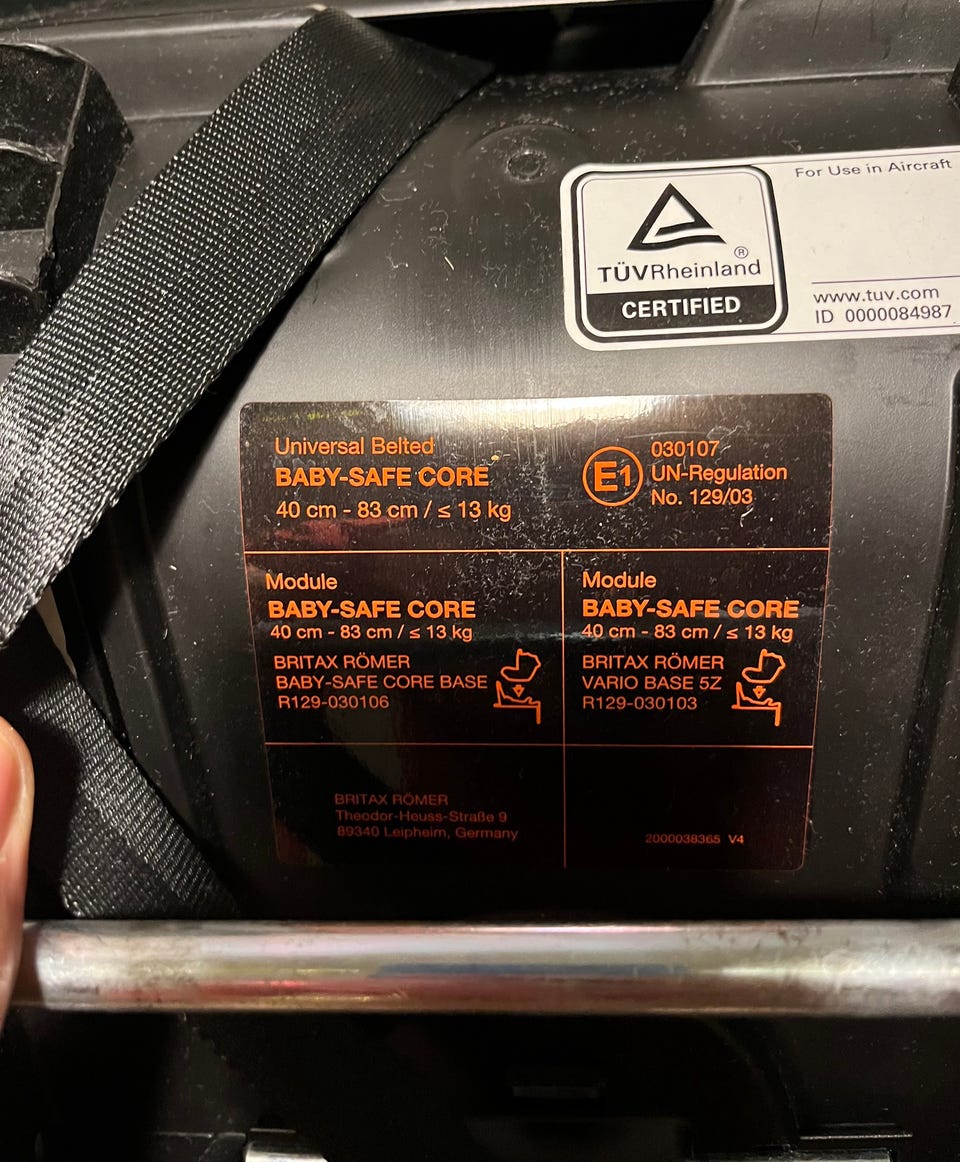 For Use in Aircraft
®
TÜVRheinland
CERTIFIED
www.tuv.com
ID 0000084987
Universal Belted
BABY-SAFE CORE
40 cm - 83 cm / ≤ 13 kg
E1
030107
UN-Regulation
No. 129/03
Module
BABY-SAFE CORE
40 cm - 83 cm / ≤ 13 kg
BRITAX RÖMER
BABY-SAFE CORE BASE
R129-030106
Module
BABY-SAFE CORE
40 cm - 83 cm / ≤ 13 kg
BRITAX RÖMER
VARIO BASE 5Z
R129-030103
BRITAX RÖMER
Theodor-Heuss-Straße 9
89340 Leipheim, Germany
2000038365 V4